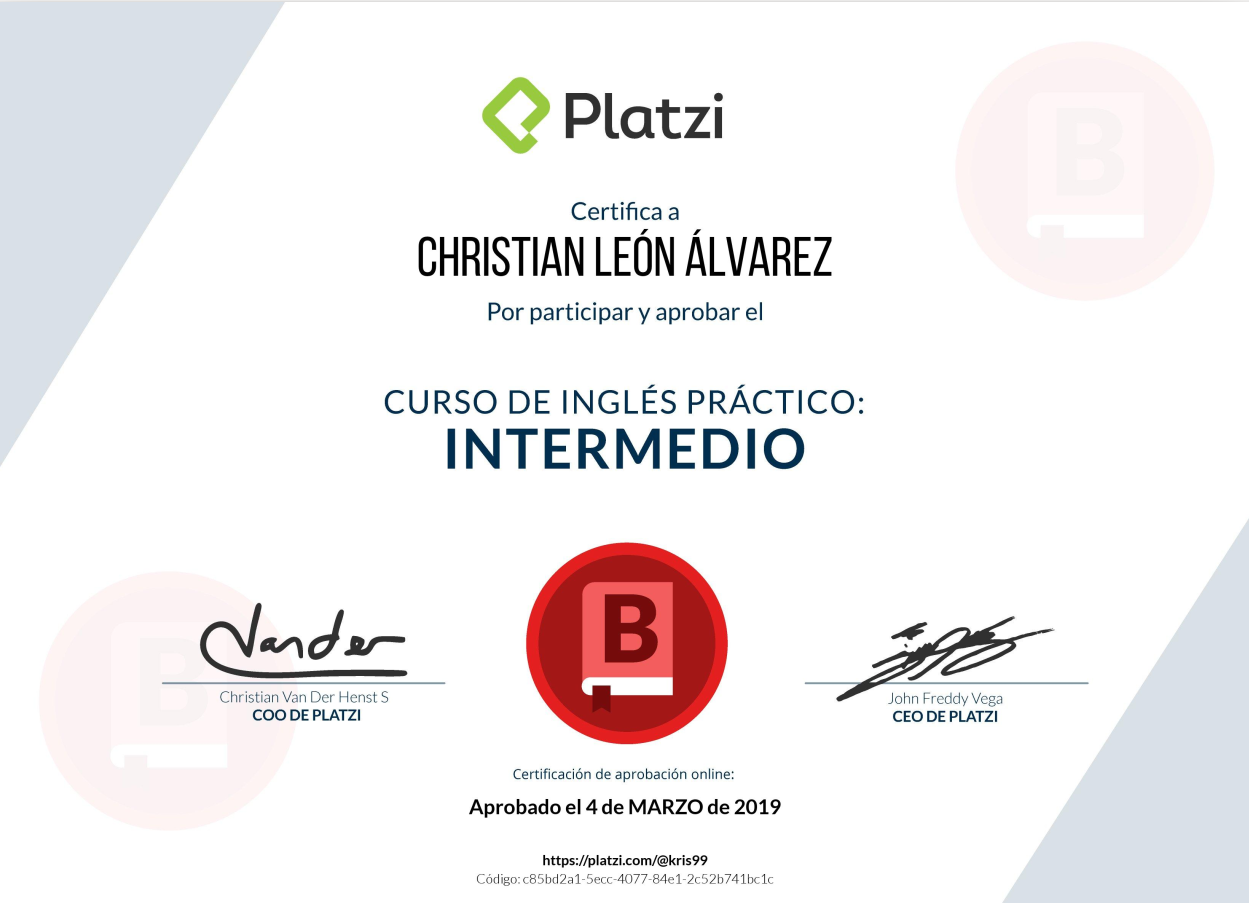 Platzi
Certifica a
CHRISTIAN LEÓN ÁLVAREZ
Por participar y aprobar el
CURSO DE INGLÉS PRÁCTICO:
INTERMEDIO
B
B
B
Vander
Christian Van Der Henst S
COO DE PLATZI
John Freddy Vega
CEO DE PLATZI
Certificación de aprobación online:
Aprobado el 4 de MARZO de 2019
https://platzi.com/@kris99
Código: c85bd2a1-5ecc-4077-84e1-2c52b741bc1c